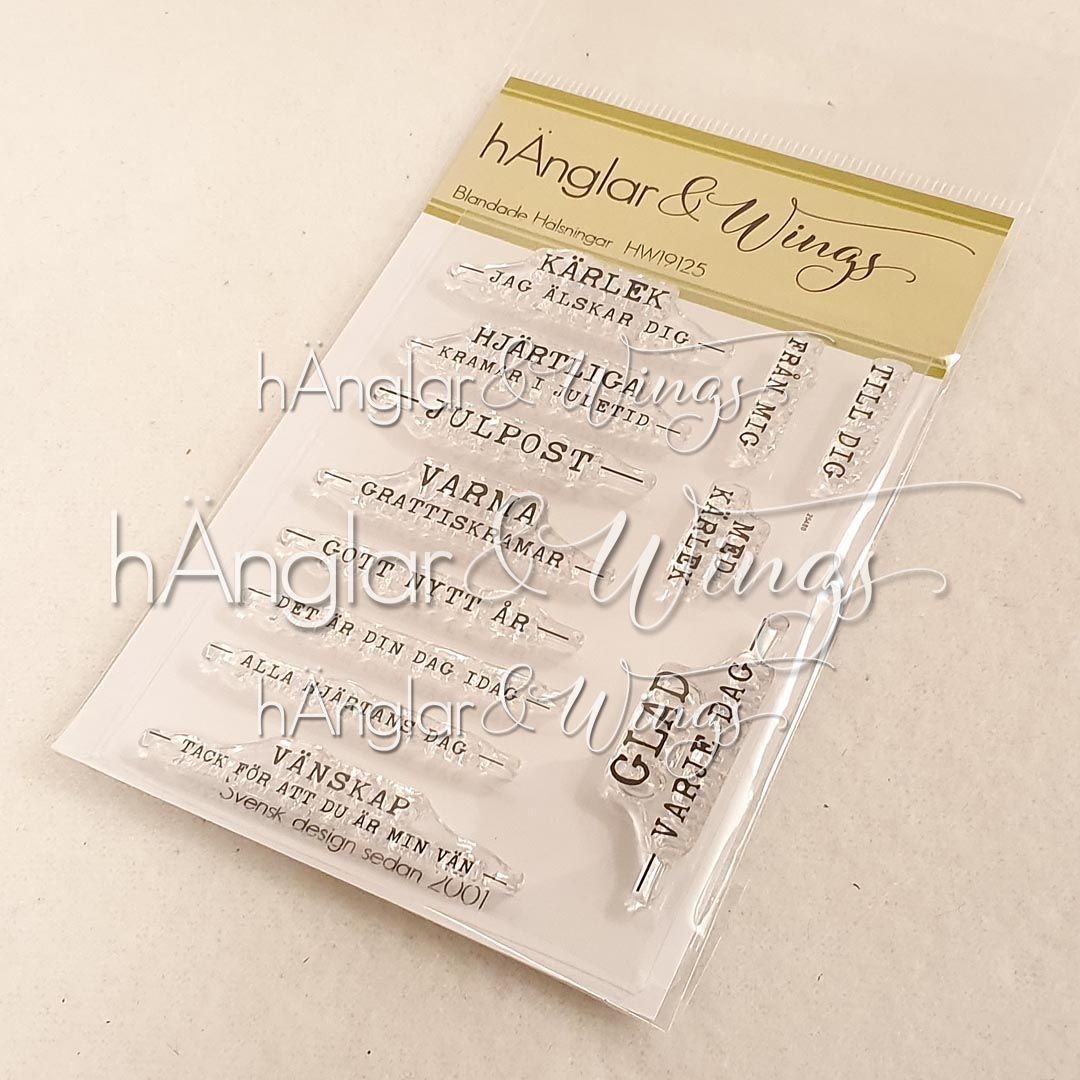 hÄnglar & Wings
Blandade Hälsningar HW19125
KÄRLEK
— JAG ÄLSKAR DIG —
HJÄRTLIGA
— KRAMAR I JULETID —
— JULPOST —
VARMA
— GRATTISKRAMAR —
— GOTT NYTT ÅR —
— DET ÄR DIN DAG IDAG —
— ALLA HJÄRTANS DAG —
VÄNSKAP
— TACK FÖR ATT DU ÄR MIN VÄN —
Svensk design sedan 2001
FRÅN MIG
TILL DIG
MED
KÄRLEK
GLAD
— VARJE DAG —
hÄnglar & Wings
hÄnglar & Wings
hÄnglar & Wings